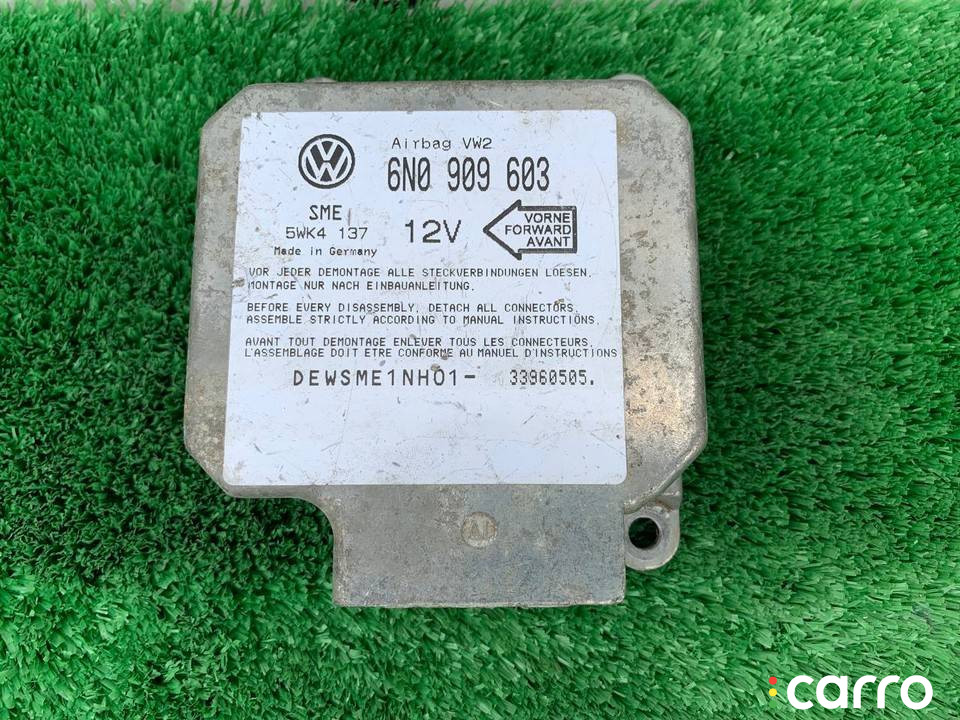 Airbag VW2
6N0 909 603
SME
5WK4 137
Made in Germany
12V
VORNE
FORWARD
AVANT
VOR JEDER DEMONTAGE ALLE STECKVERBINDUNGEN LOESEN.
MONTAGE NUR NACH EINBAUANLEITUNG.
BEFORE EVERY DISASSEMBLY, DETACH ALL CONNECTORS.
ASSEMBLE STRICTLY ACCORDING TO MANUAL INSTRUCTIONS.
AVANT TOUT DEMONTAGE ENLEVER TOUS LES CONNECTEURS.
L'ASSEMBLAGE DOIT ETRE CONFORME AU MANUEL D'INSTRUCTIONS
DEWSME1NH01- 33960505.
Al
carro